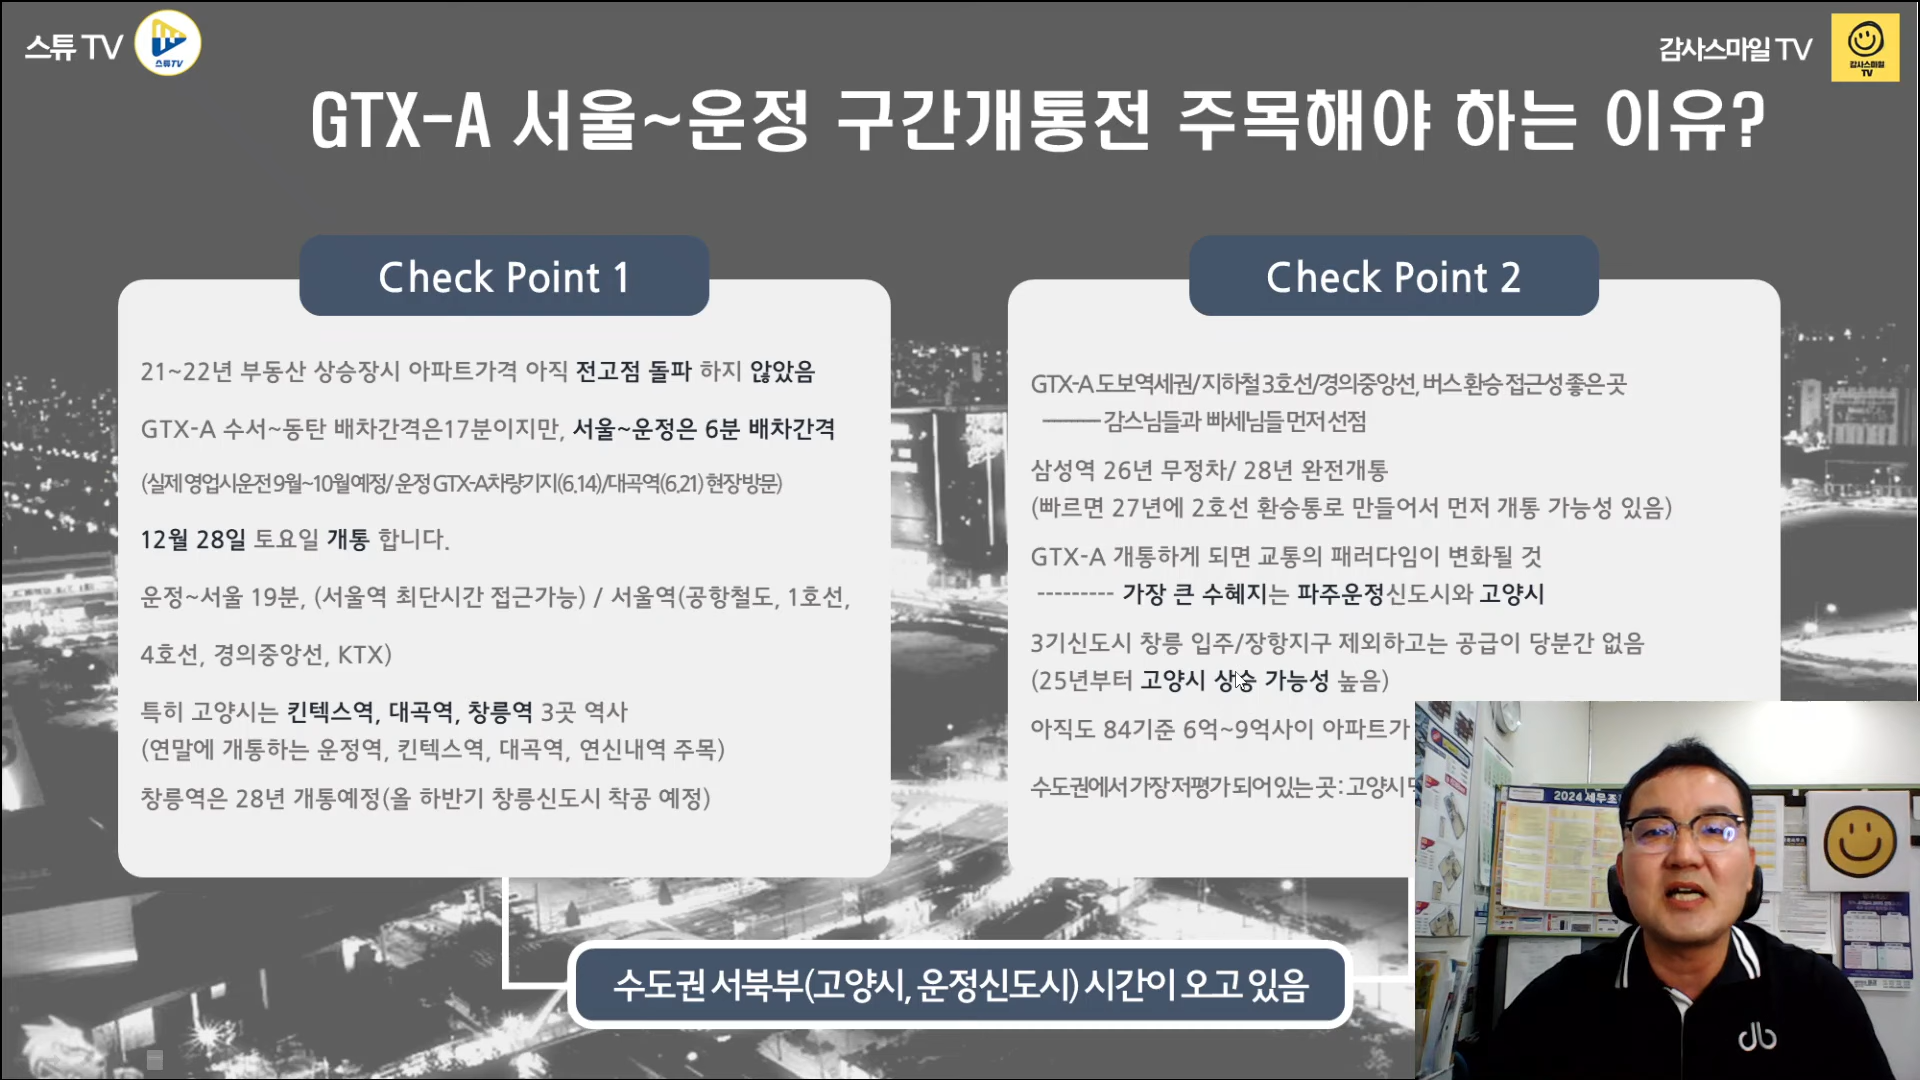 스튜 TV
스튜TV
감사스마일 TV
감사스마일
TV
GTX-A 서울~운정 구간개통전 주목해야 하는 이유?
Check Point 1
21~22년 부동산 상승장시 아파트가격 아직 전고점 돌파 하지 않았음
GTX-A 수서~동탄 배차간격은17분이지만, 서울~운정은 6분 배차간격
(실제 영업시운전 9월~10월예정/ 운정 GTX-A차량기지(6.14)/대곡역(6.21) 현장방문)
12월 28일 토요일 개통 합니다.
운정~서울 19분, (서울역 최단시간 접근가능) / 서울역(공항철도, 1호선,
4호선, 경의중앙선, KTX)
특히 고양시는 킨텍스역, 대곡역, 창릉역 3곳 역사
(연말에 개통하는 운정역, 킨텍스역, 대곡역, 연신내역 주목)
창릉역은 28년 개통예정(올 하반기 창릉신도시 착공 예정)
Check Point 2
GTX-A 도보역세권/ 지하철 3호선/경의중앙선, 버스 환승 접근성 좋은 곳
--------- 감스님들과 빠세님들 먼저 선점
삼성역 26년 무정차/ 28년 완전개통
(빠르면 27년에 2호선 환승통로 만들어서 먼저 개통 가능성 있음)
GTX-A 개통하게 되면 교통의 패러다임이 변화될 것
--------- 가장 큰 수혜지는 파주운정신도시와 고양시
3기신도시 창릉 입주/장항지구 제외하고는 공급이 당분간 없음
(25년부터 고양시 상승 가능성 높음)
아직도 84기준 6억~9억사이 아파트가
수도권에서 가장 저평가 되어 있는 곳 : 고양시
2024 세무조
수도권 서북부(고양시, 운정신도시) 시간이 오고 있음